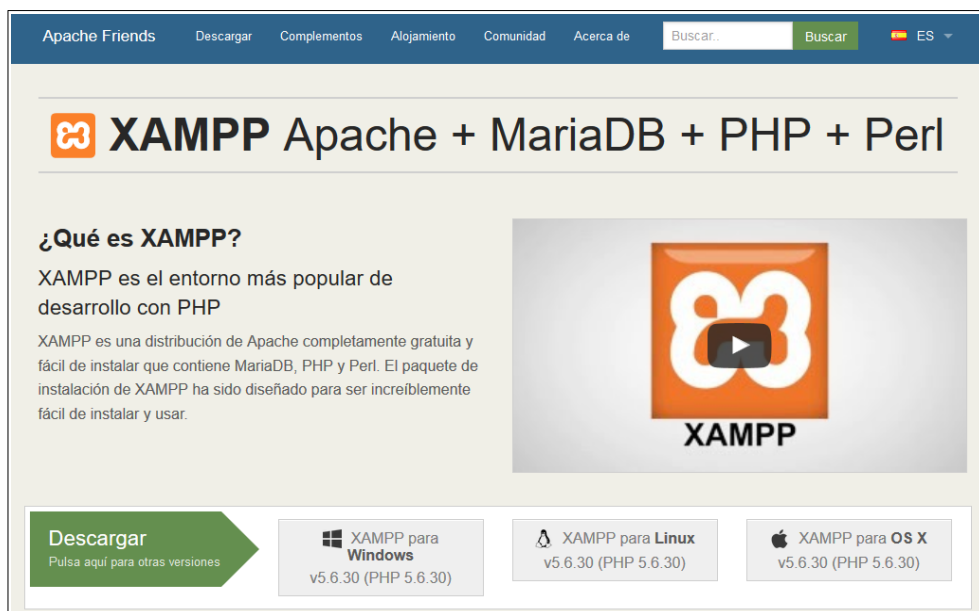 Apache Friends Descargar Complementos Alojamiento Comunidad Acerca de Buscar.. Buscar ES
XAMPP Apache + MariaDB + PHP + Perl
¿Qué es XAMPP?
XAMPP es el entorno más popular de
desarrollo con PHP
XAMPP es una distribución de Apache completamente gratuita y
fácil de instalar que contiene MariaDB, PHP y Perl. El paquete de
instalación de XAMPP ha sido diseñado para ser increíblemente
fácil de instalar y usar.
XAMPP
Descargar
Pulsa aquí para otras versiones
XAMPP para
Windows
v5.6.30 (PHP 5.6.30)
XAMPP para Linux
v5.6.30 (PHP 5.6.30)
XAMPP para OS X
v5.6.30 (PHP 5.6.30)